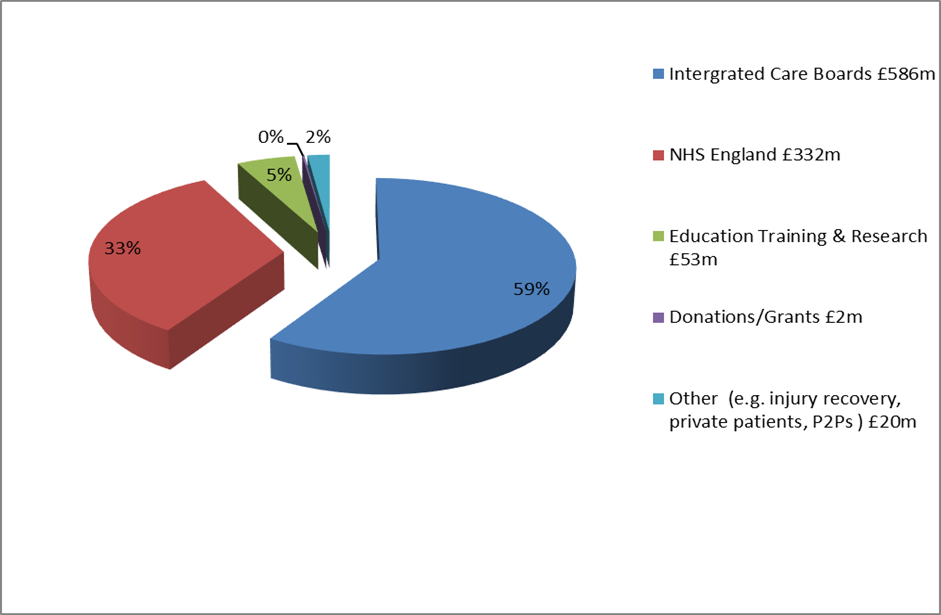 Intergrated Care Boards £586m
0% 2%
5%
NHS England £332m
33%
Education Training & Research
£53m
59%
Donations/Grants £2m
Other  (e.g. injury recovery,
private patients, P2Ps ) £20m